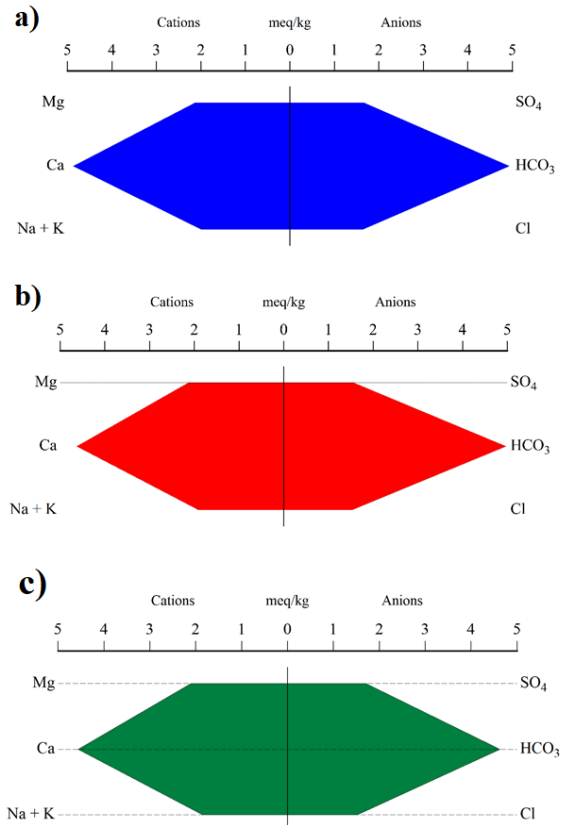 a)
Cations meq/kg Anions
5 4 3 2 1 0 1 2 3 4 5
Mg SO4
Ca HCO3
Na + K Cl
b)
Cations meq/kg Anions
5 4 3 2 1 0 1 2 3 4 5
Mg SO4
Ca HCO3
Na + K Cl
c)
Cations meq/kg Anions
5 4 3 2 1 0 1 2 3 4 5
Mg SO4
Ca HCO3
Na + K Cl